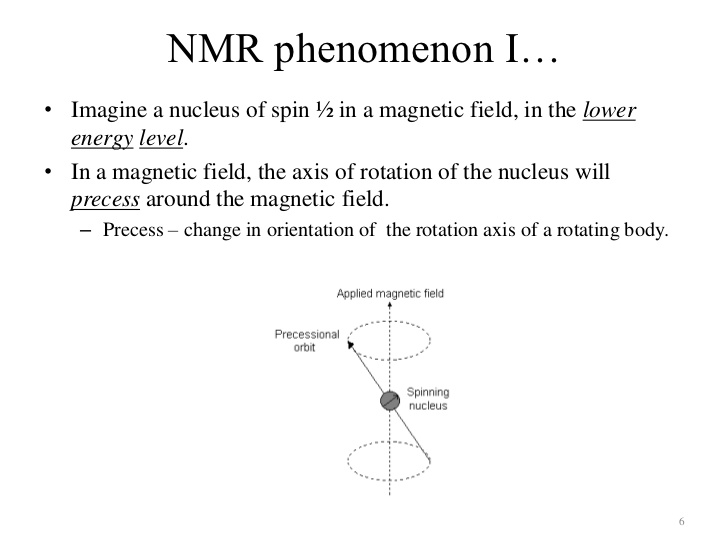 NMR phenomenon I…
• Imagine a nucleus of spin ½ in a magnetic field, in the lower
energy level.
• In a magnetic field, the axis of rotation of the nucleus will
precess around the magnetic field.
– Precess – change in orientation of  the rotation axis of a rotating body.
Applied magnetic field
Precessional
orbit
Spinning
nucleus
6